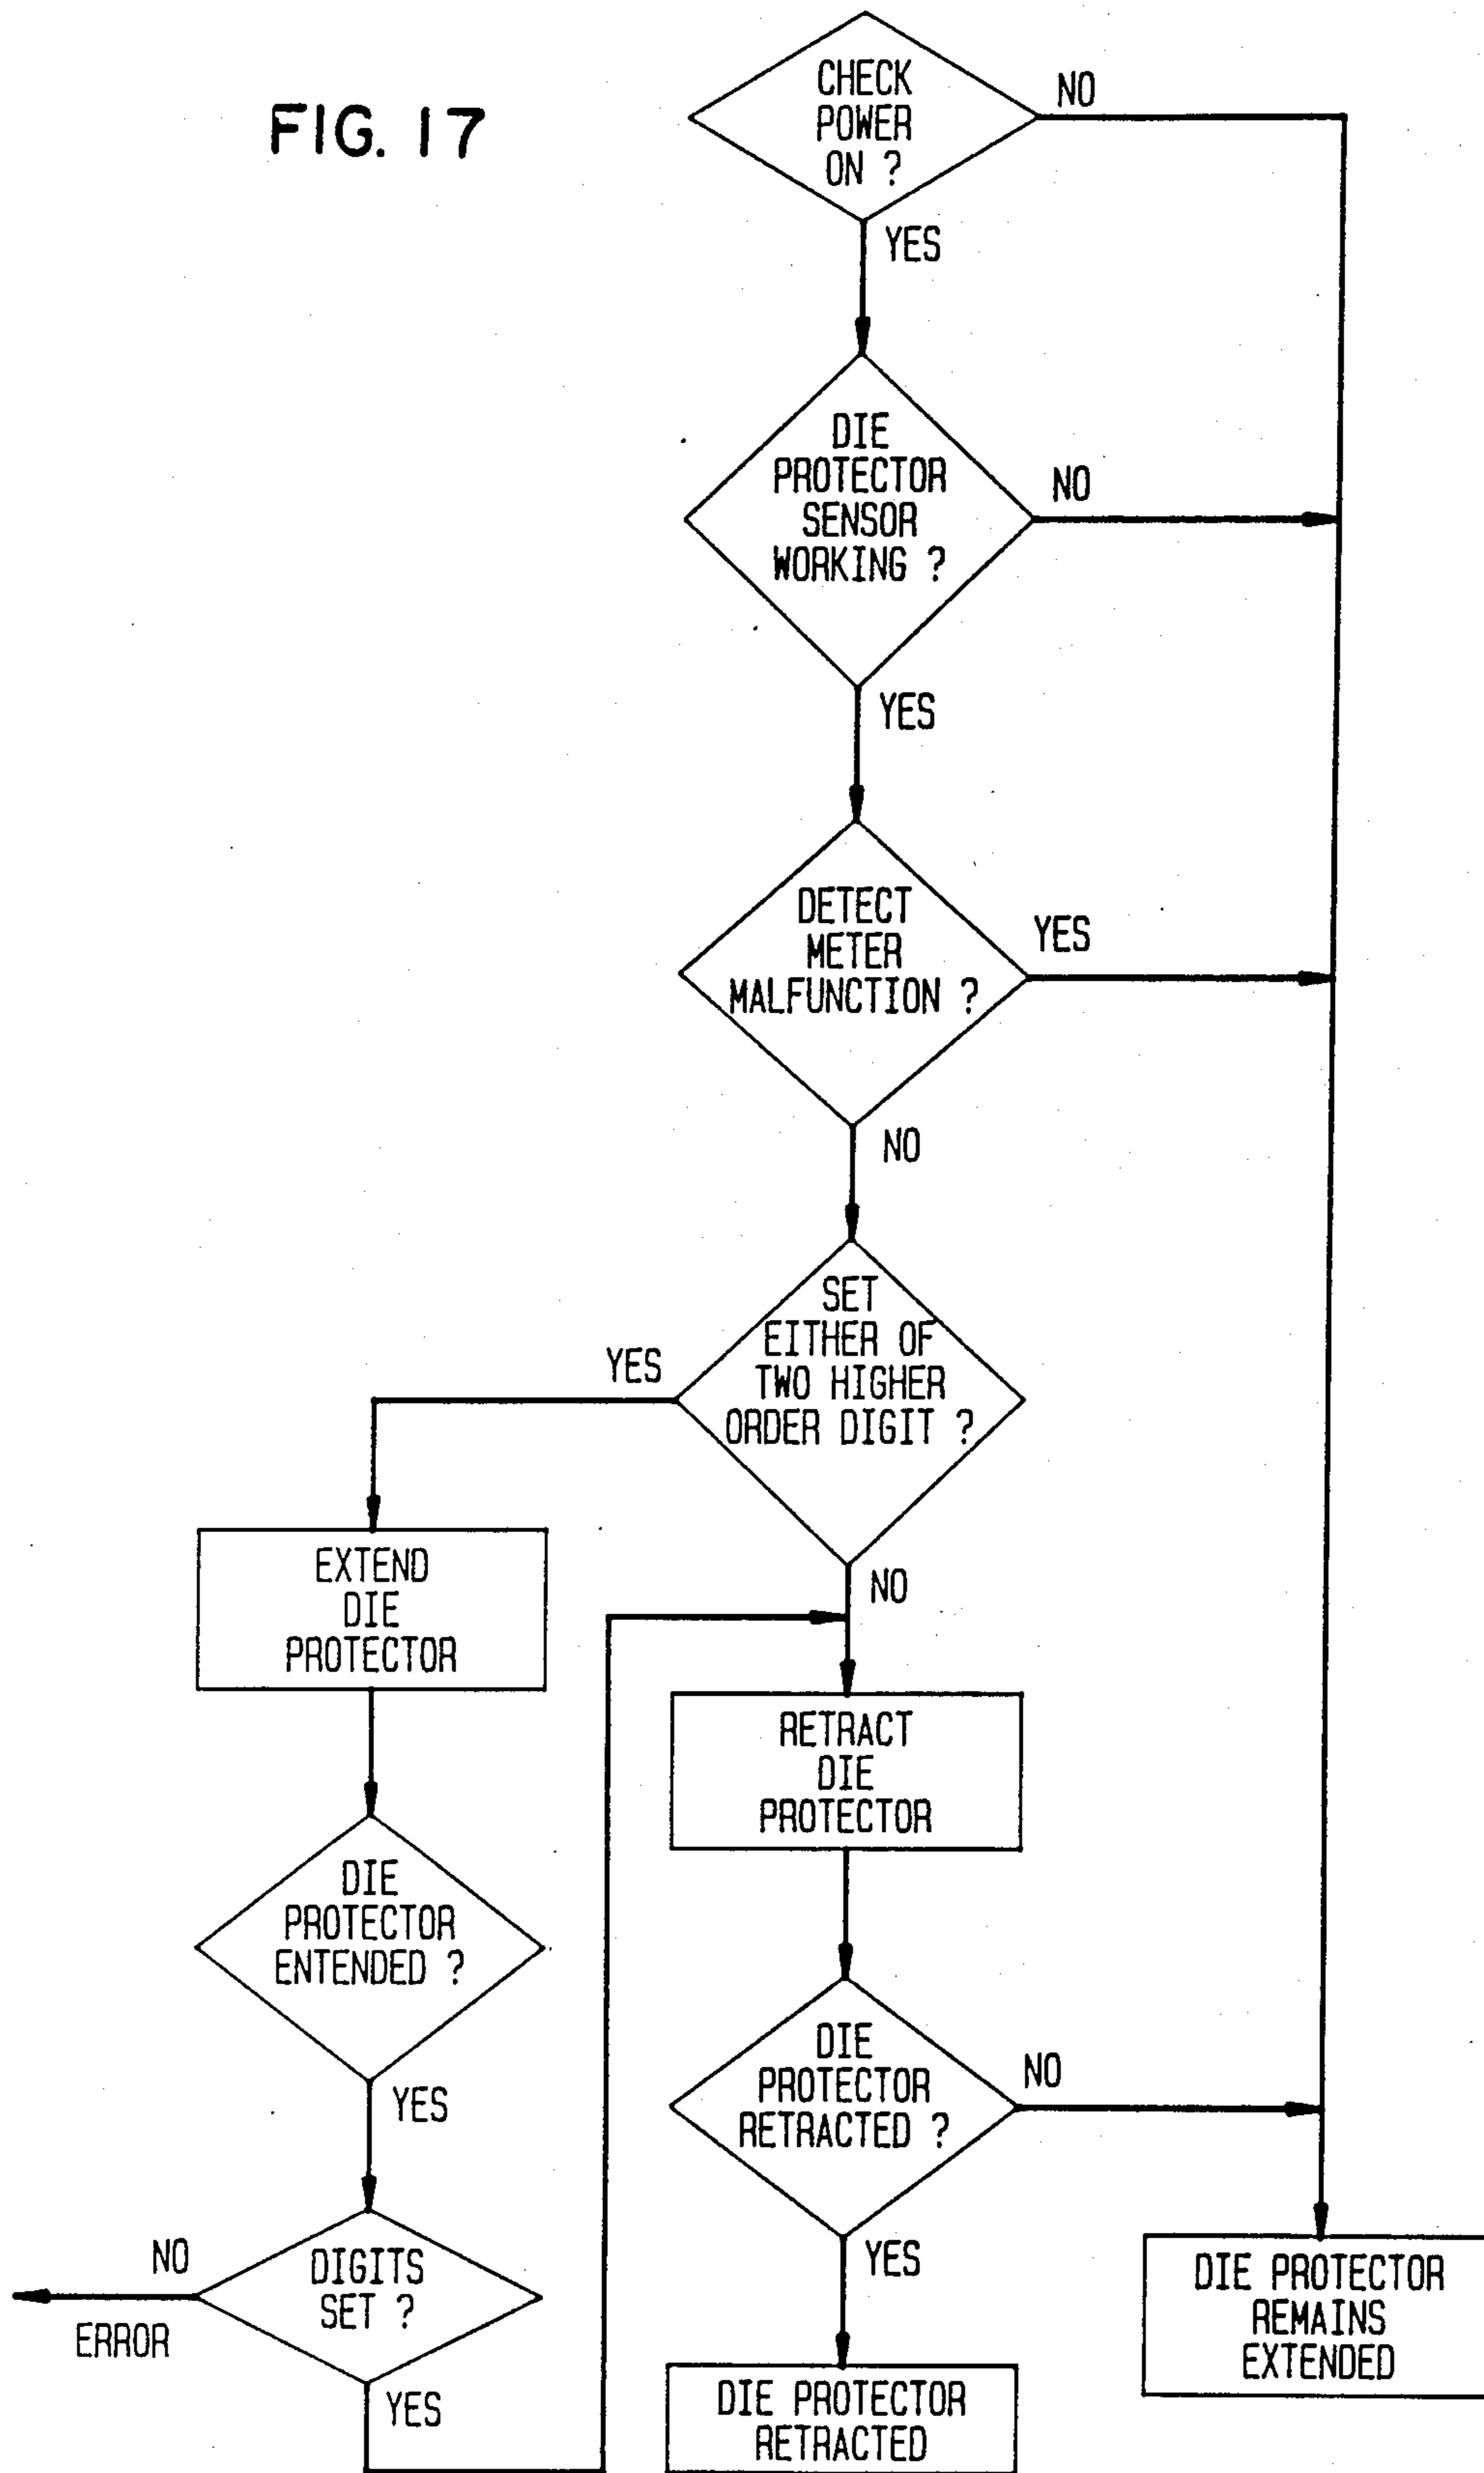 FIG. 17
CHECK
POWER
ON ?
NO
YES
DIE
PROTECTOR
SENSOR
WORKING ?
NO
YES
DETECT
METER
MALFUNCTION ?
YES
NO
SET
EITHER OF
TWO HIGHER
ORDER DIGIT ?
YES
NO
EXTEND
DIE
PROTECTOR
RETRACT
DIE
PROTECTOR
DIE
PROTECTOR
ENTENDED ?
YES
DIE
PROTECTOR
RETRACTED ?
NO
YES
DIGITS
SET ?
NO
ERROR
YES
DIE PROTECTOR
RETRACTED
DIE PROTECTOR
REMAINS
EXTENDED